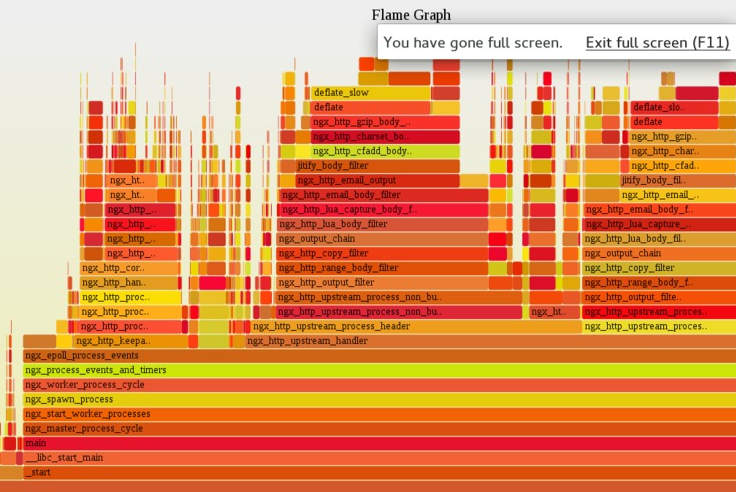 Flame Graph
You have gone full screen. Exit full screen (F11)
deflate_slow
deflate deflate_slo..
ngx_http_gzip_body_.. deflate
ngx_http_charset_bo.. ngx_http_gzip..
ngx_http_cfadd_body.. ngx_http_char..
jitify_body_filter ngx_http_cfad..
ngx_ht.. ngx_http_email_output jitify_body_fil..
ngx_ht.. ngx_http_email_body_filter ngx_http_email_..
ngx_http_.. ngx_http_lua_capture_body_f.. ngx_http_email_body_f..
ngx_http_.. ngx_http_lua_body_filter ngx_http_lua_capture_..
ngx_http_.. ngx_output_chain ngx_http_lua_body_fil..
ngx_http_.. ngx_http_copy_filter ngx_output_chain
ngx_http_cor.. ngx_http_range_body_filter ngx_http_copy_filter
ngx_http_han.. ngx_http_output_filter ngx_http_range_body_f..
ngx_http_proc.. ngx_http_upstream_process_non_bu.. ngx_http_output_filte..
ngx_http_proc.. ngx_http_upstream_process_non_bu.. ngx_ht.. ngx_http_upstream_proces..
ngx_http_proc.. ngx_http_upstream_process_header ngx_http_upstream_proces..
ngx_http_keepa.. ngx_http_upstream_handler
ngx_epoll_process_events
ngx_process_events_and_timers
ngx_worker_process_cycle
ngx_spawn_process
ngx_start_worker_processes
ngx_master_process_cycle
main
__libc_start_main
_start